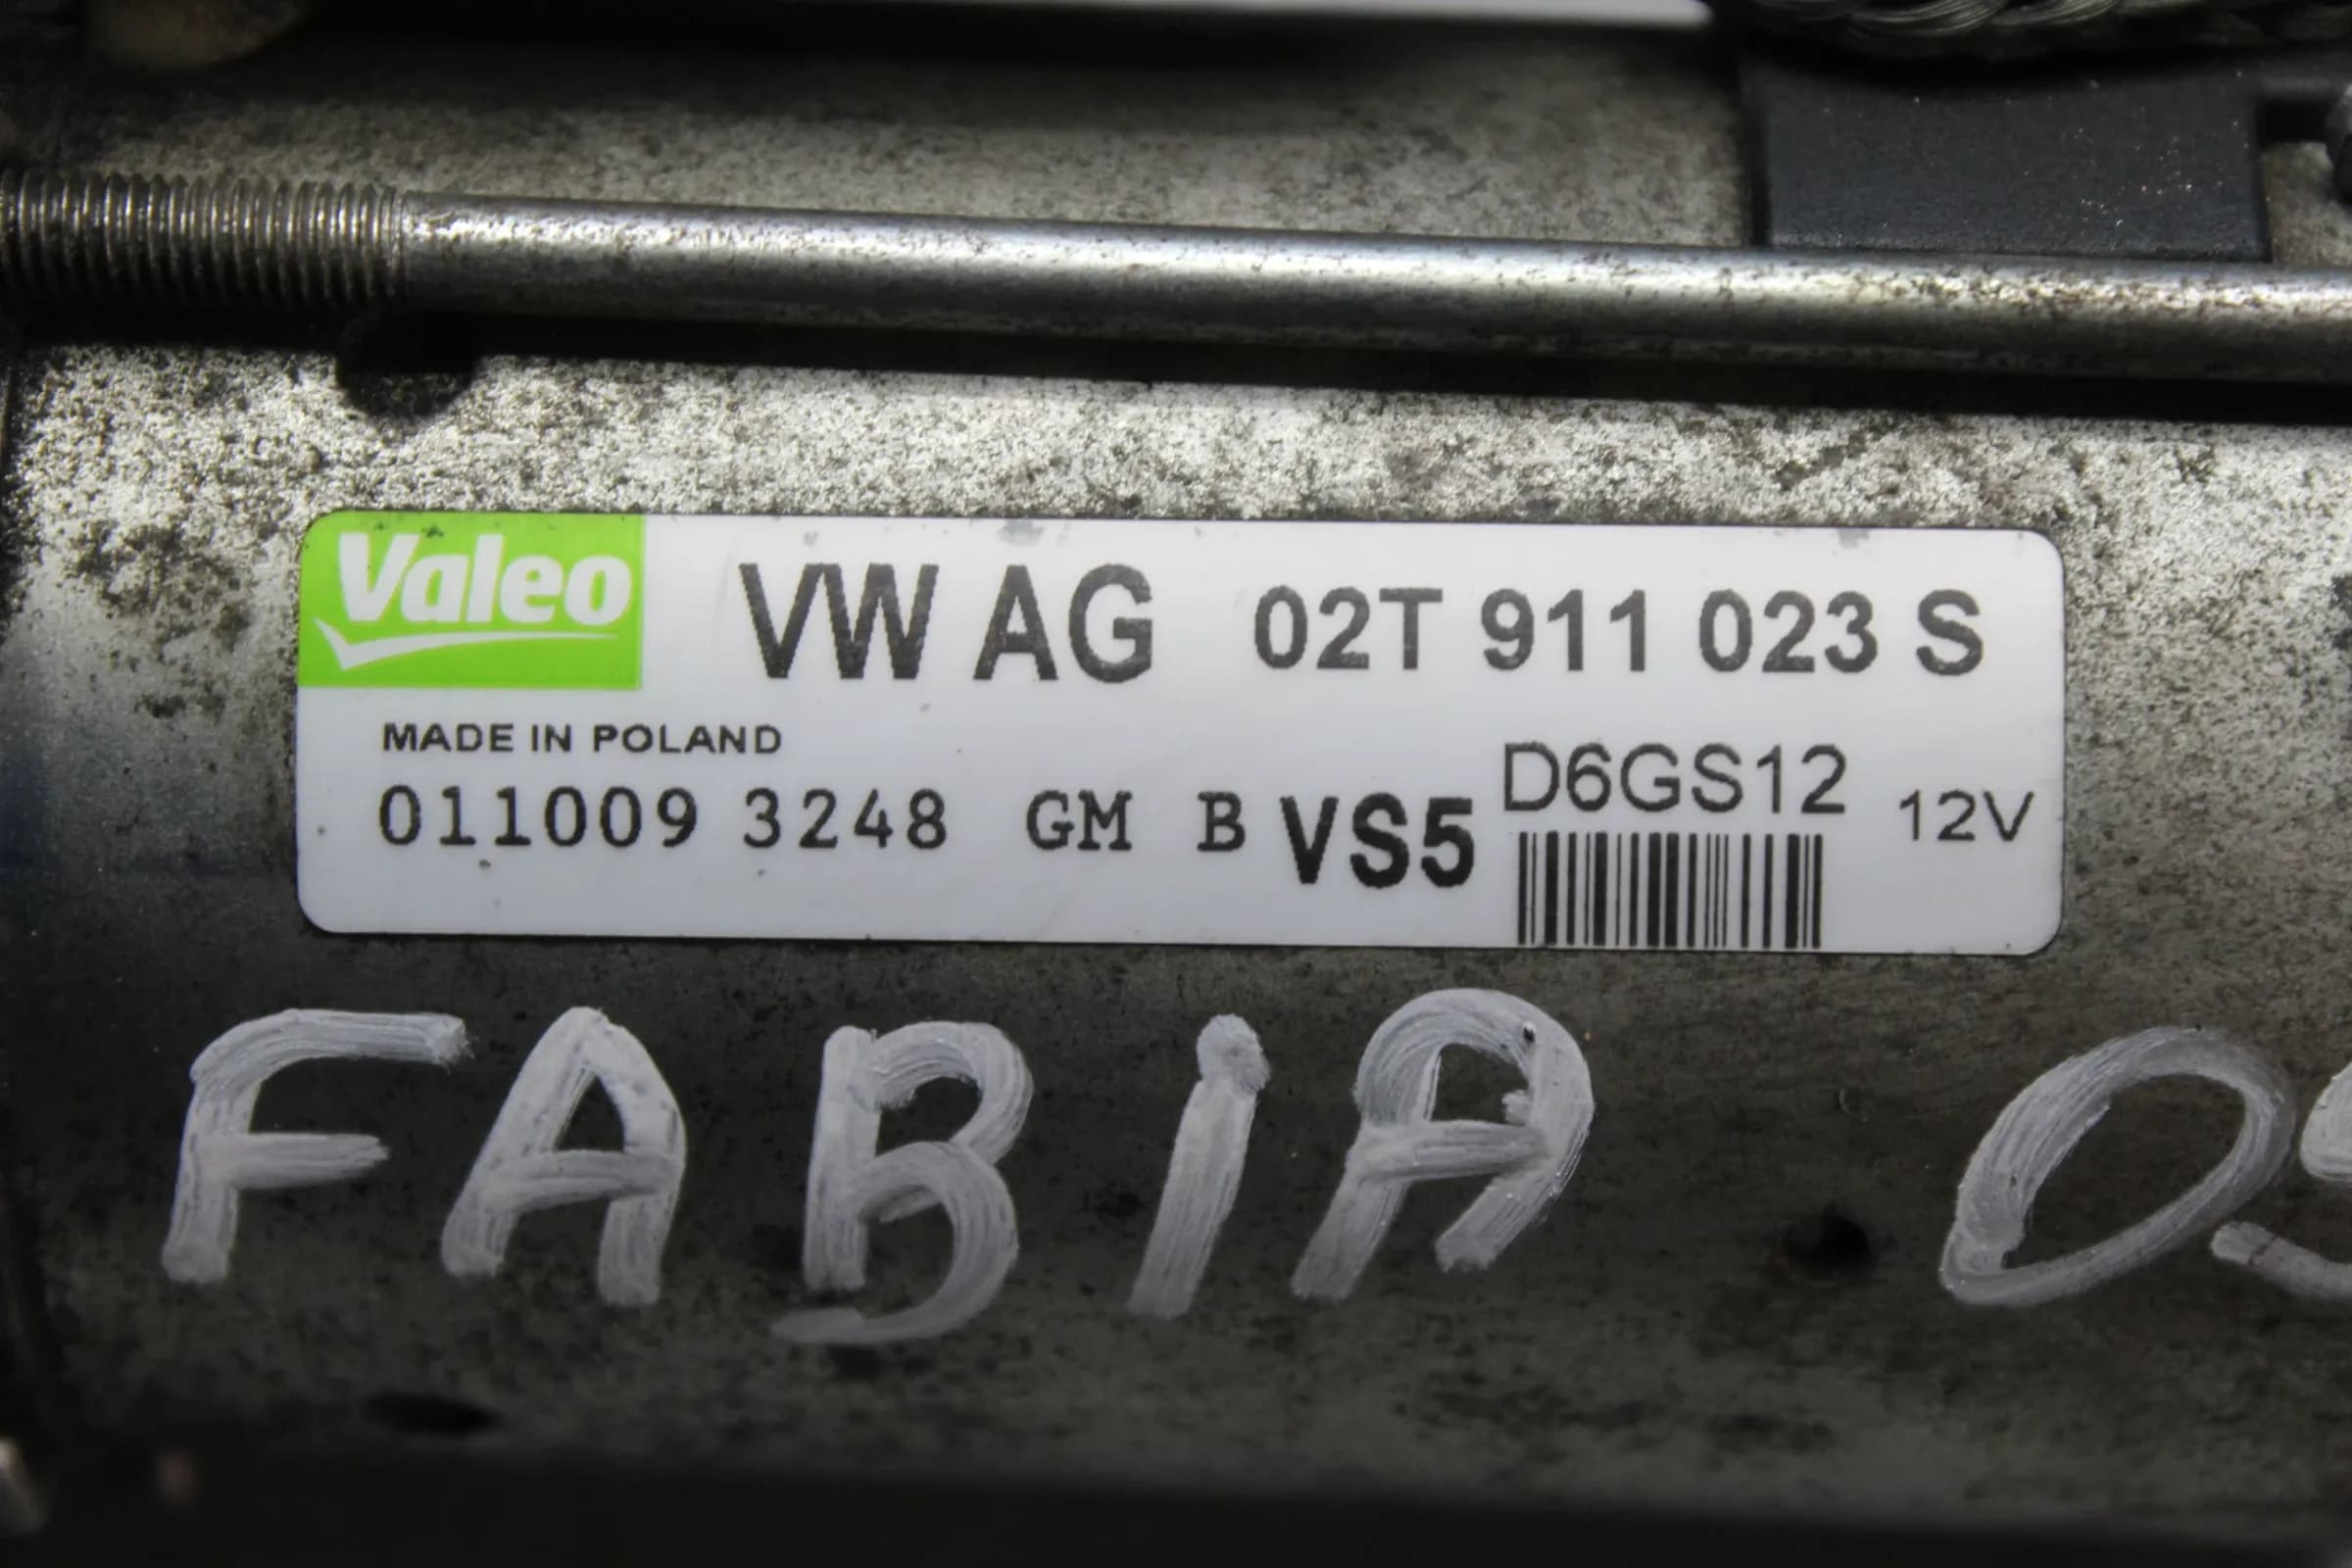 Valeo VW AG 02T 911 023 S
MADE IN POLAND
D6GS12
011009 3248 GM B VS5 12V
FABIA